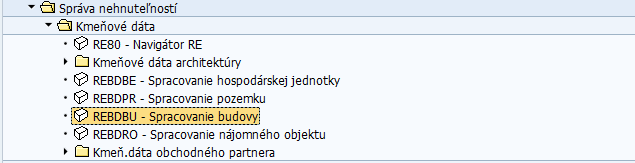 Správa nehnuteľností
Kmeňové dáta
RE80 - Navigátor RE
Kmeňové dáta architektúry
REBDBE - Spracovanie hospodárskej jednotky
REBDPR - Spracovanie pozemku
REBDBU - Spracovanie budovy
REBDRO - Spracovanie nájomného objektu
Kmeň.dáta obchodného partnera